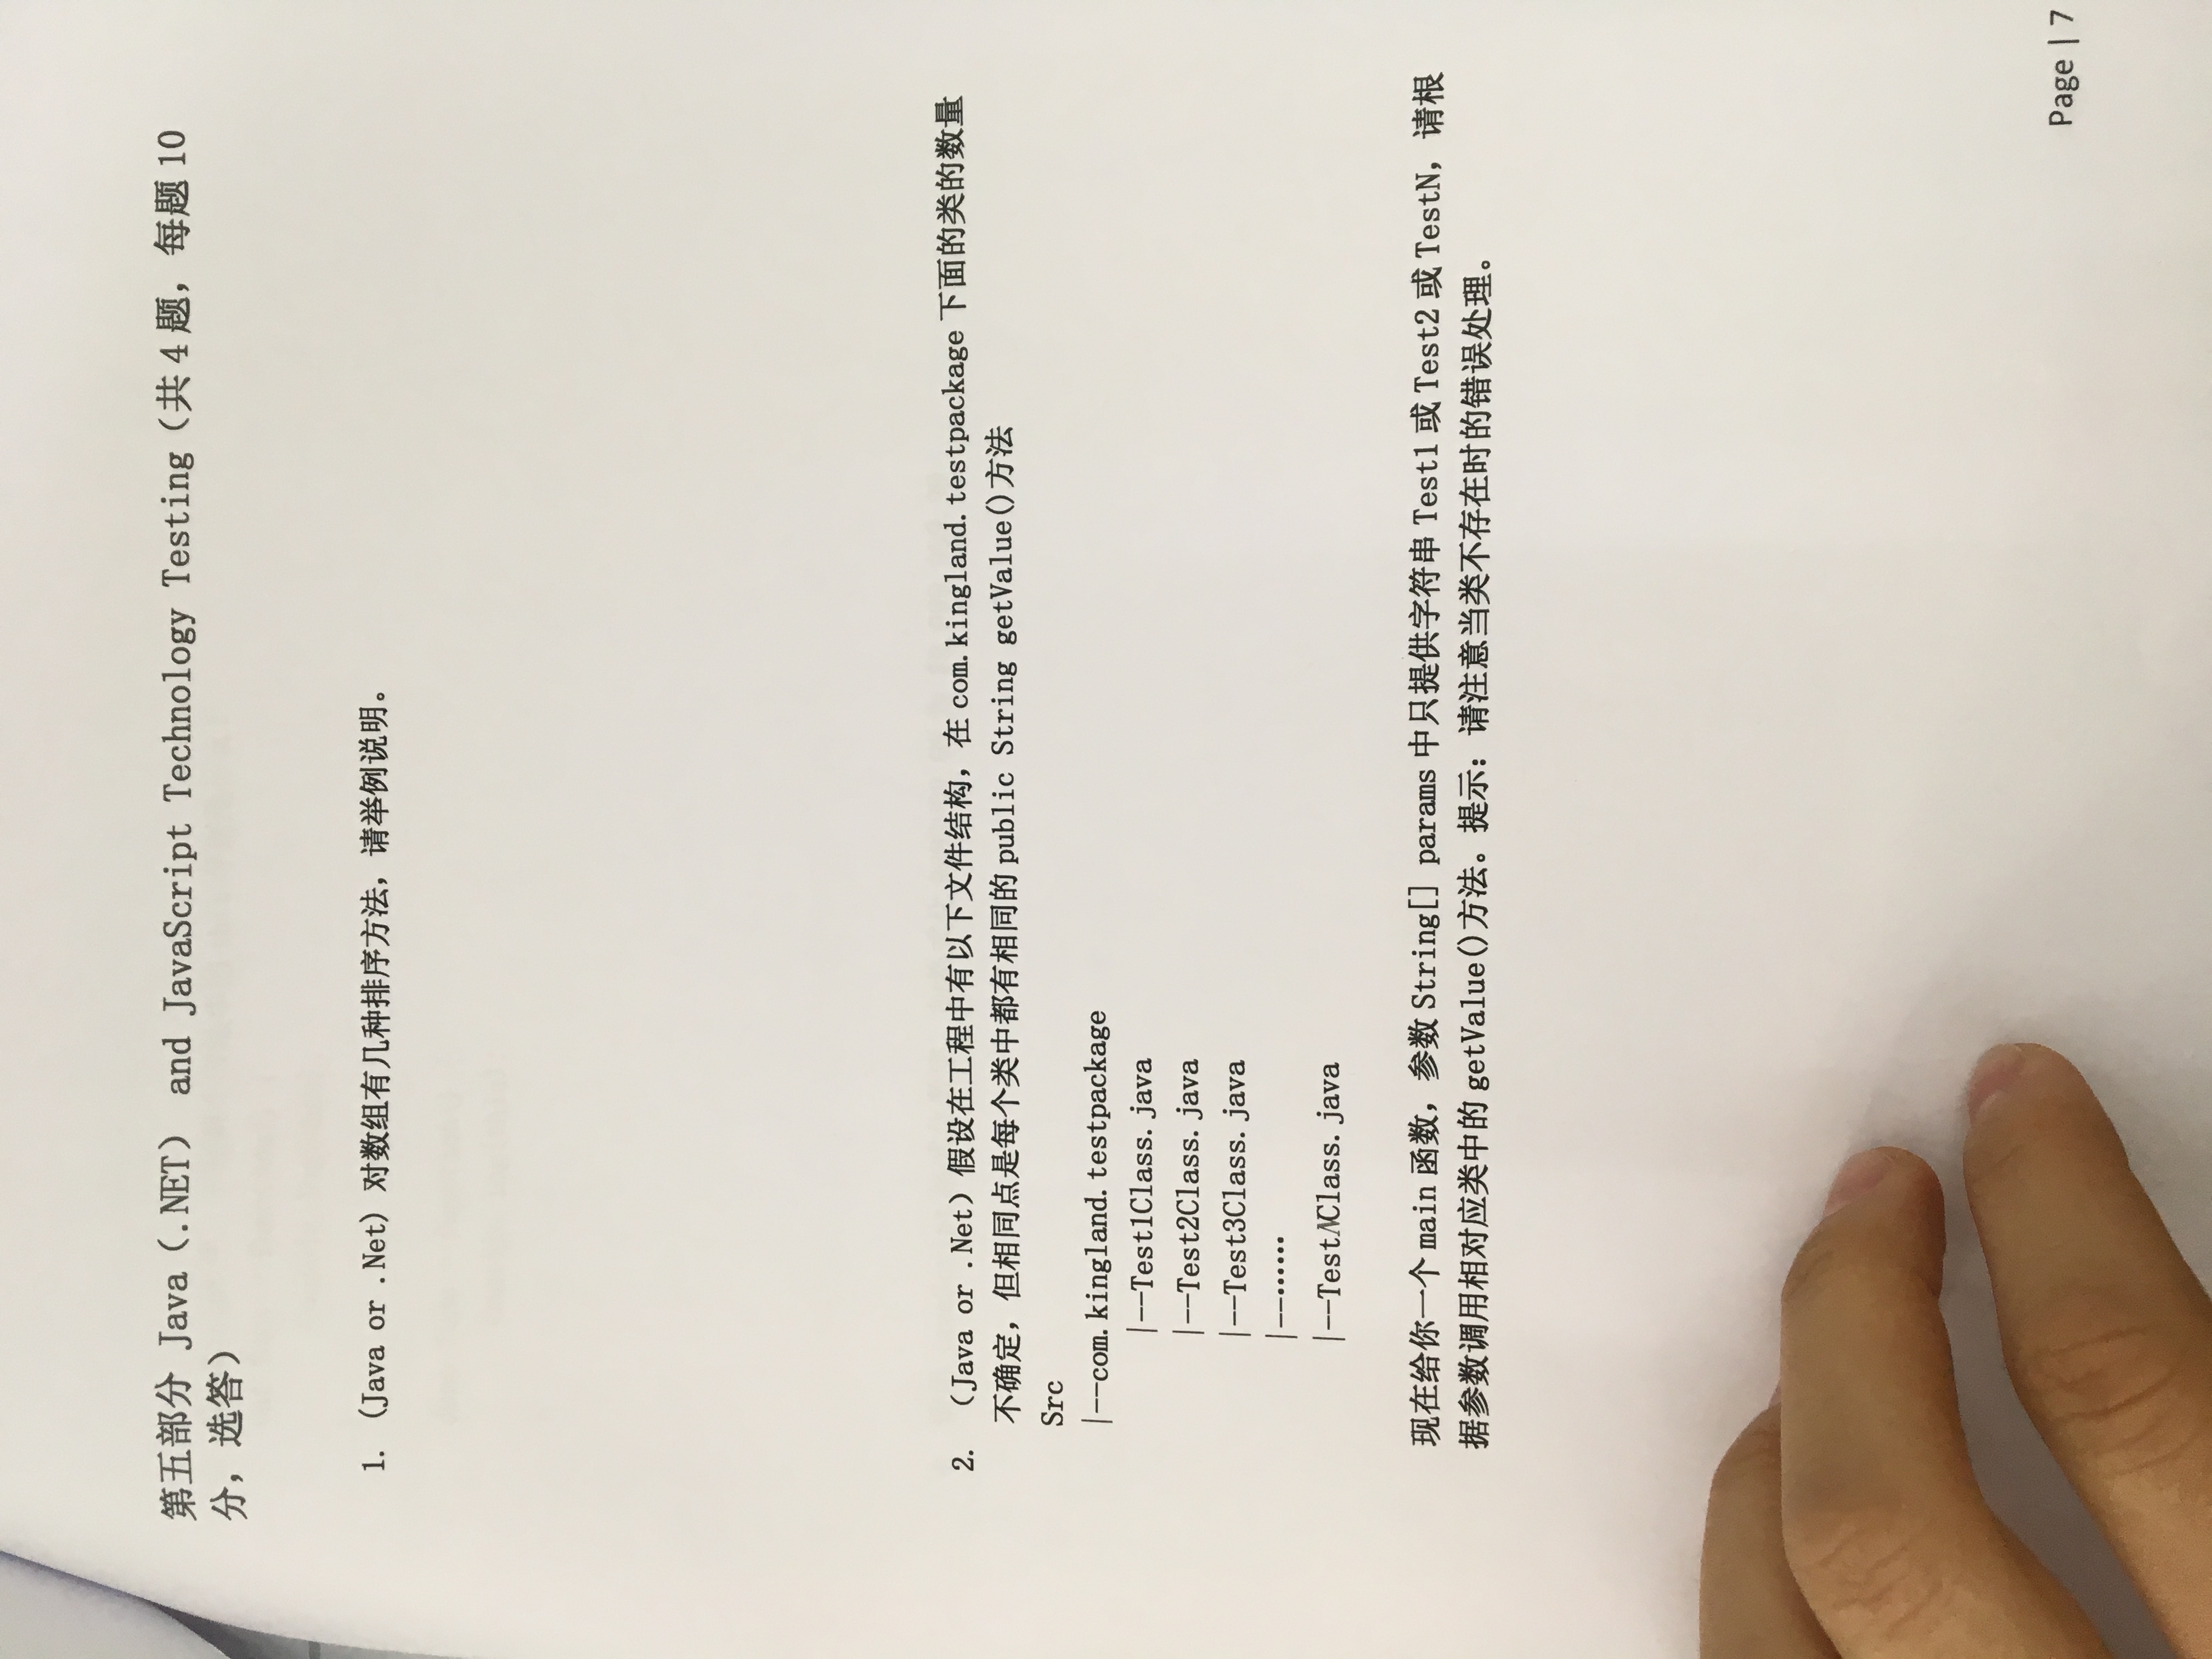 第五部分 Java（.NET） and JavaScript Technology Testing（共 4 题，每题 10
分，选答）
1. （Java or .Net）对数组有几种排序方法，请举例说明。
2. （Java or .Net）假设在工程中有以下文件结构，在 com.kingland.testpackage 下面的类的数量
不确定，但相同点是每个类中都有相同的 public String getValue()方法
Src
|--com.kingland.testpackage
|--Test1Class.java
|--Test2Class.java
|--Test3Class.java
|--.......
|--TestNClass.java
现在给你一个 main 函数，参数 String[] params 中只提供字符串 Test1 或 Test2 或 TestN，请根
据参数调用相对应类中的 getValue()方法。提示：请注意当类不存在时的错误处理。
Page | 7